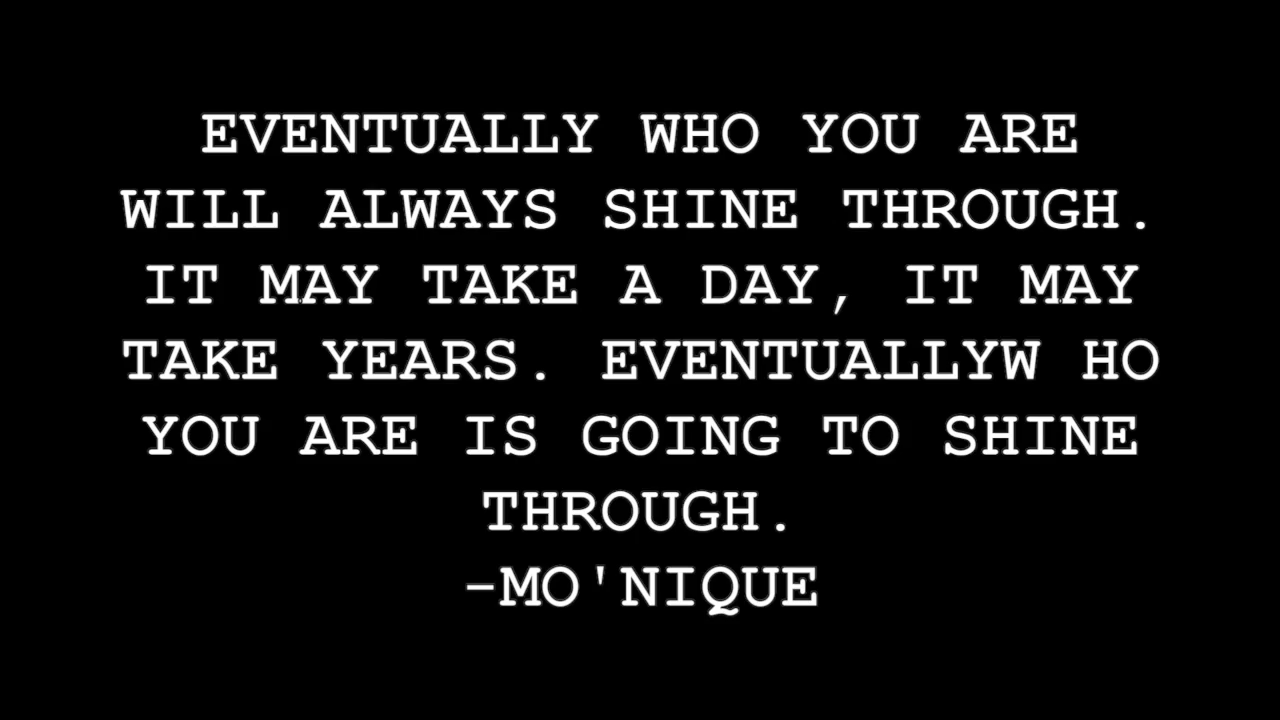 EVENTUALLY WHO YOU ARE
WILL ALWAYS SHINE THROUGH.
IT MAY TAKE A DAY, IT MAY
TAKE YEARS. EVENTUALLYW HO
YOU ARE IS GOING TO SHINE
THROUGH.
-MO'NIQUE